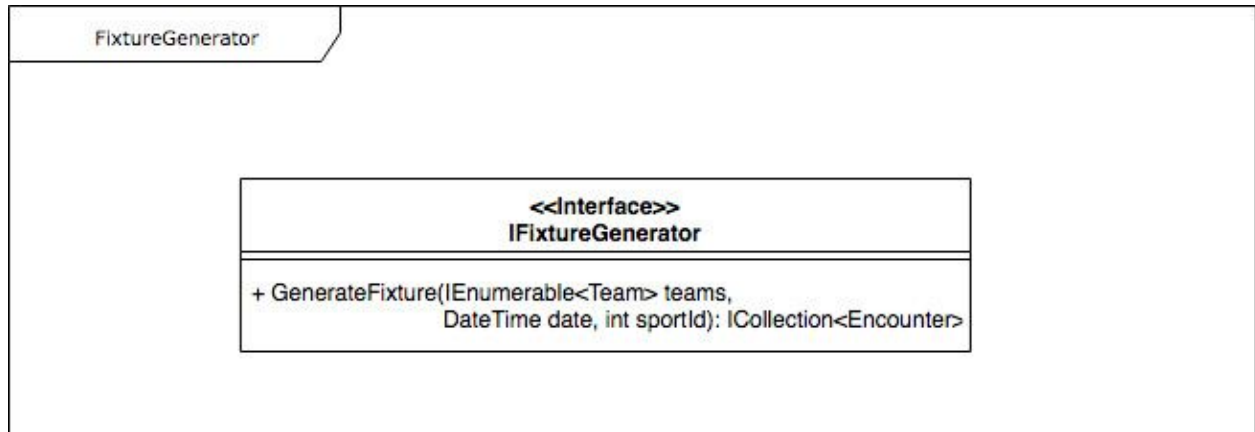 FixtureGenerator
<<Interface>>
IFixtureGenerator
+ GenerateFixture(IEnumerable<Team> teams,
DateTime date, int sportId): ICollection<Encounter>